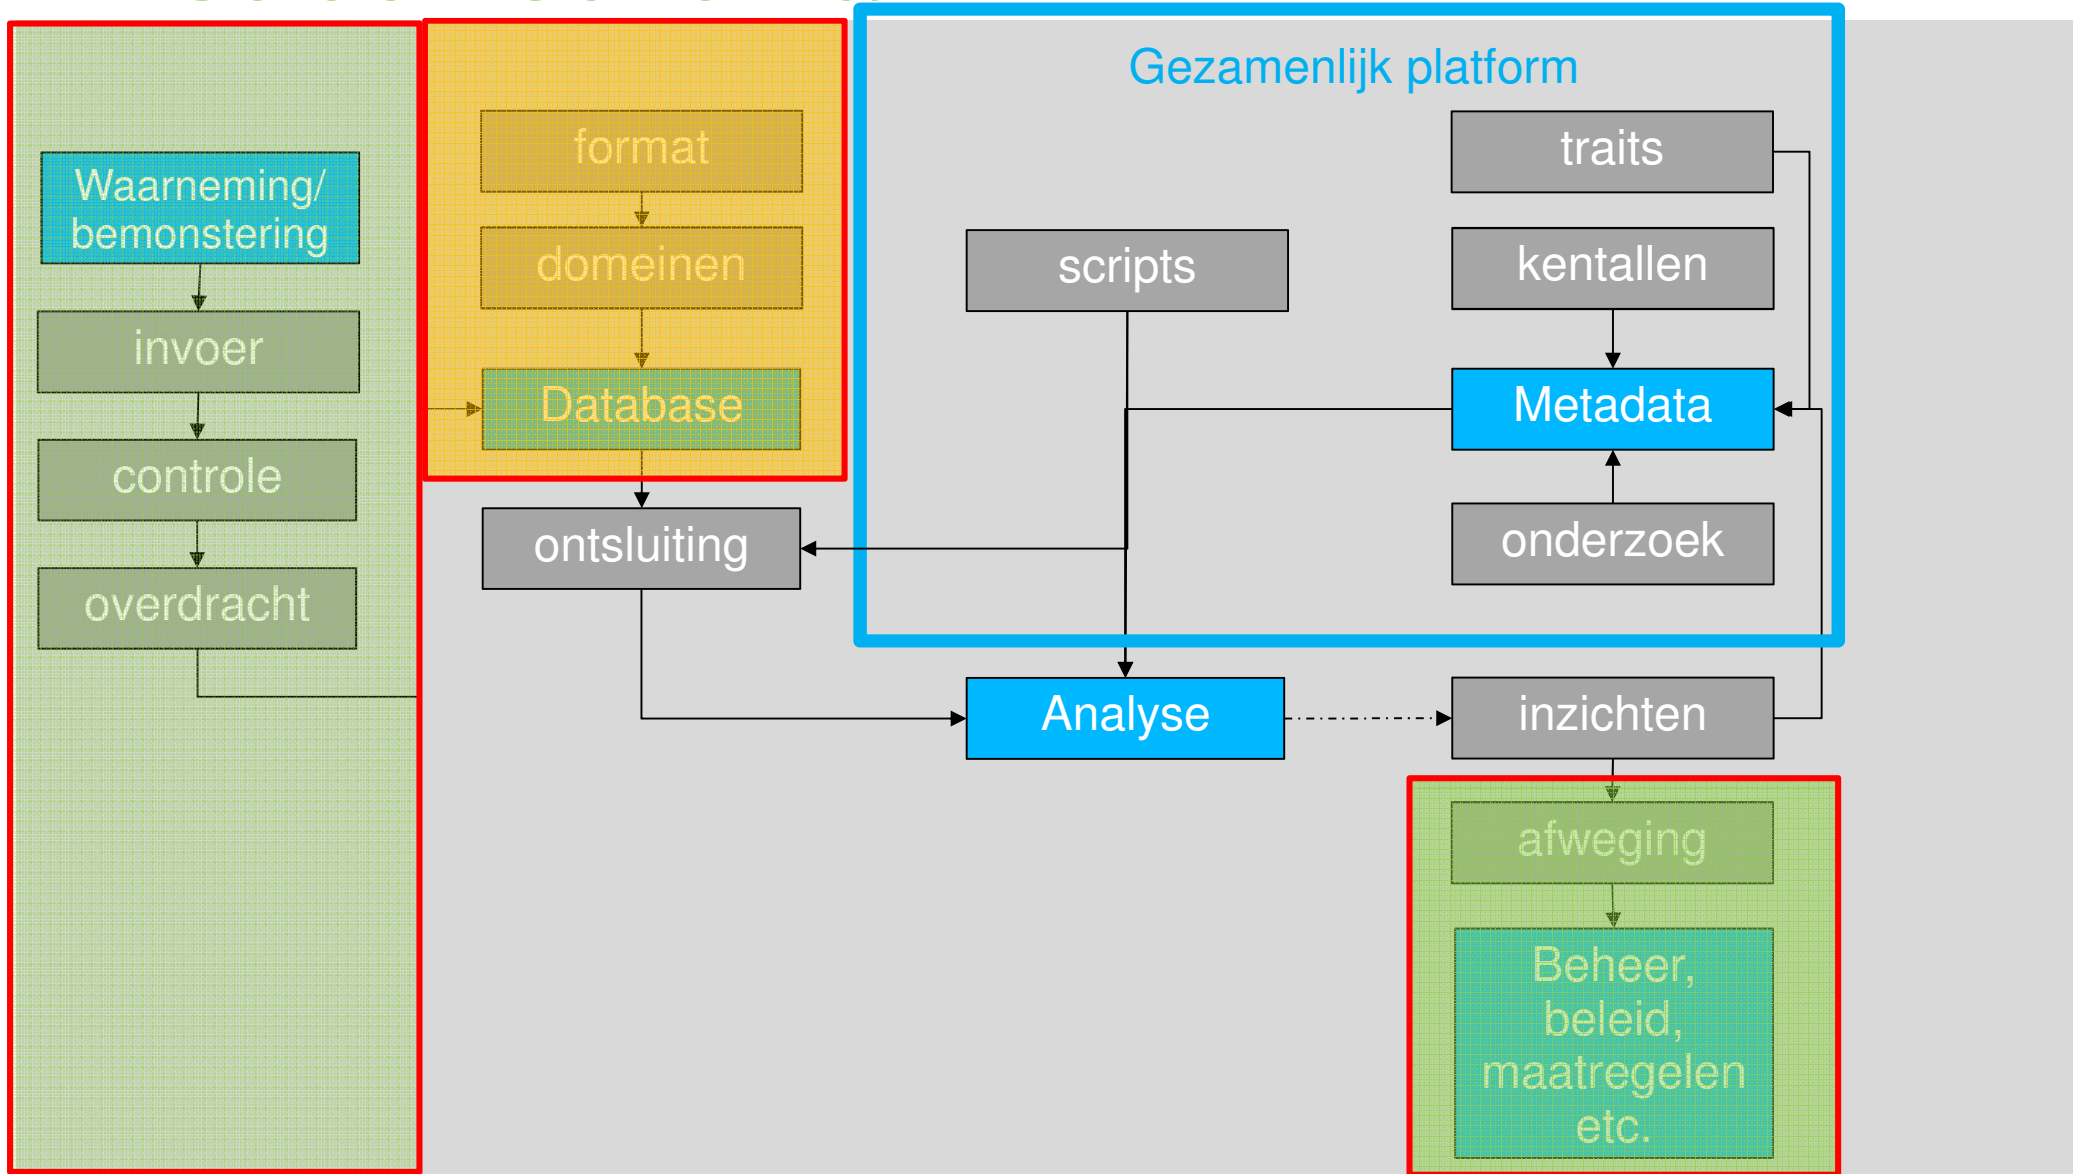 Gezamenlijk platform
Waarneming/
bemonstering
invoer
controle
overdracht
format
domeinen
Database
ontsluiting
scripts
traits
kentallen
Metadata
onderzoek
Analyse
inzichten
afweging
Beheer,
beleid,
maatregelen
etc.